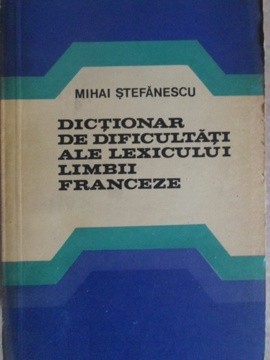 MIHAI ŞTEFĂNESCU
DICŢIONAR
DE DIFICULTĂŢI
ALE LEXICULUI
LIMBII
FRANCEZE